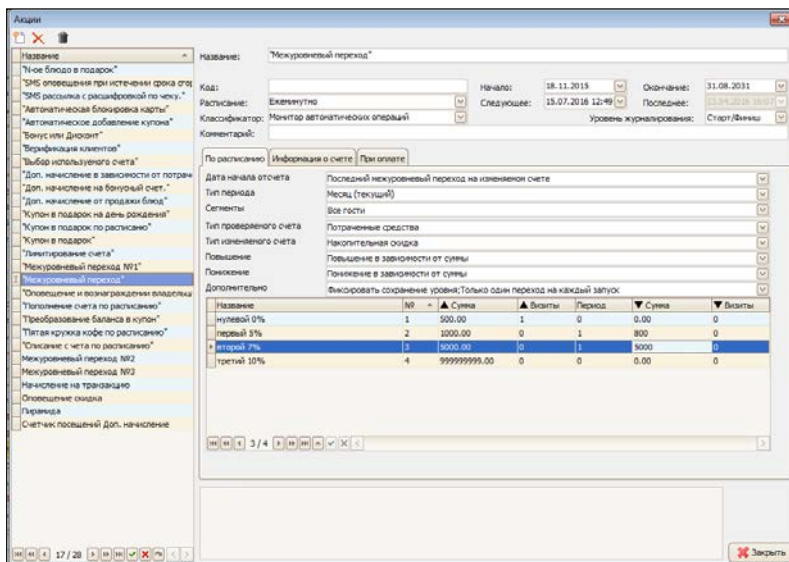 Акции
Название
"N-ое блюдо в подарок"
"SMS оповещения при истечении срока сгор
"SMS рассылка с расшифровкой по чеку."
"Автоматическая блокировка карты"
"Автоматическое добавление купона"
"Бонус или Дисконт"
"Верификация клиентов"
"Выбор используемого счета"
"Доп. начисление в зависимости от потрач
"Доп. начисление на бонусный счет."
"Доп. начисление от продажи блюд"
"Купон в подарок на день рождения"
"Купон в подарок по расписанию"
"Купон в подарок"
"Лимитирование счета"
"Межуровневый переход №1"
"Межуровневый переход"
"Оповещение и вознаграждении владельца
"Пополнение счета по расписанию"
"Преобразование баланса в купон"
"Пятая кружка кофе по расписанию"
"Списание с чета по расписанию"
Межуровневый переход №2
Межуровневый переход №3
Начисление на транзакцию
Оповещение скидка
Пирамида
Счетчик посещений Доп. начисление
17 / 28
Название: "Межуровневый переход"
Код: Начало: 18.11.2015 Окончание: 31.08.2031
Расписание: Ежеминутно Следующее: 15.07.2016 12:49 Последнее:
Классификатор: Монитор автоматических операций Уровень журналирования: Старт/Финиш
Комментарий:
По расписанию Информация о счете При оплате
Дата начала отсчета Последний межуровневый переход на изменяемом счете
Тип периода Месяц (текущий)
Сегменты Все гости
Тип проверяемого счета Потраченные средства
Тип изменяемого счета Накопительная скидка
Повышение Повышение в зависимости от суммы
Понижение Понижение в зависимости от суммы
Дополнительно Фиксировать сохранение уровня;Только один переход на каждый запуск
Название № ▲ Сумма ▲ Визиты Период ▼ Сумма ▼ Визиты
нулевой 0% 1 500.00 1 0 0.00 0
первый 5% 2 1000.00 0 1 800 0
второй 7% 3 5000.00 0 1 5000 0
третий 10% 4 999999999.00 0 0 0.00 0
3 / 4
Закрыть